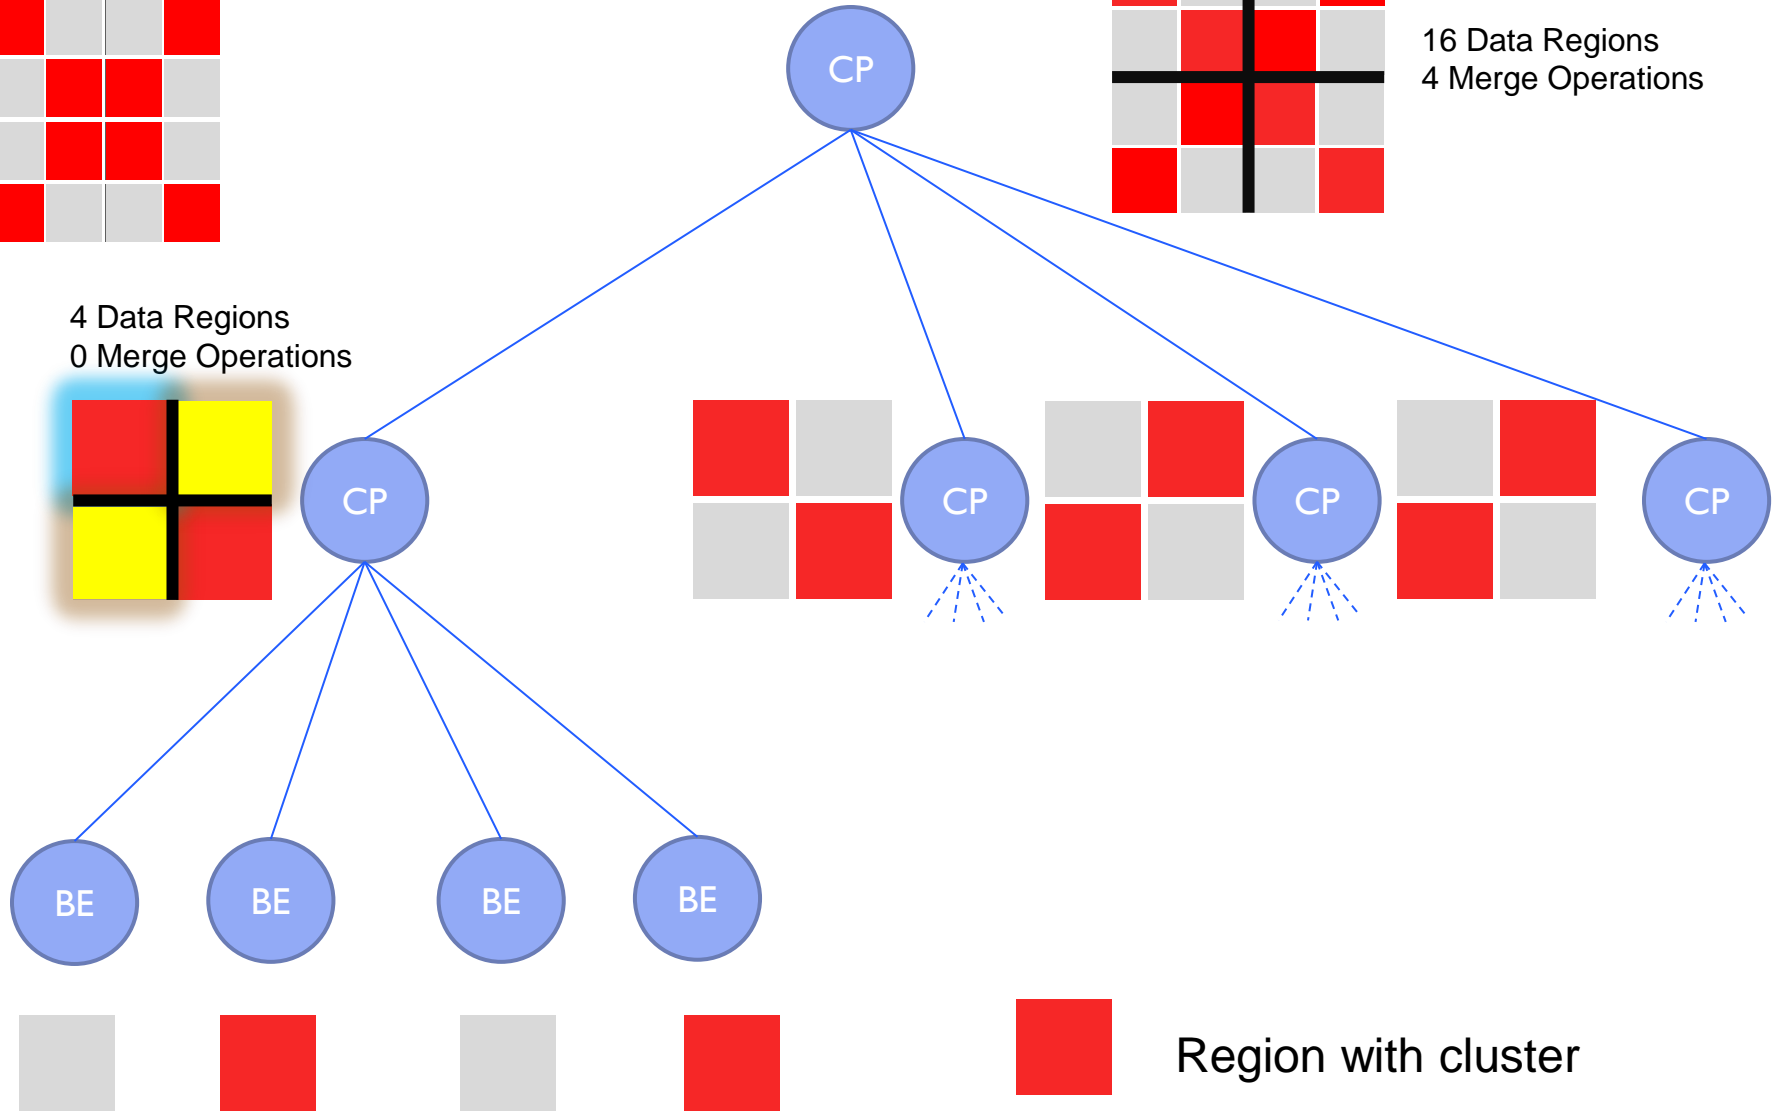 CP
16 Data Regions
4 Merge Operations
4 Data Regions
0 Merge Operations
CP
CP
CP
CP
BE
BE
BE
BE
Region with cluster